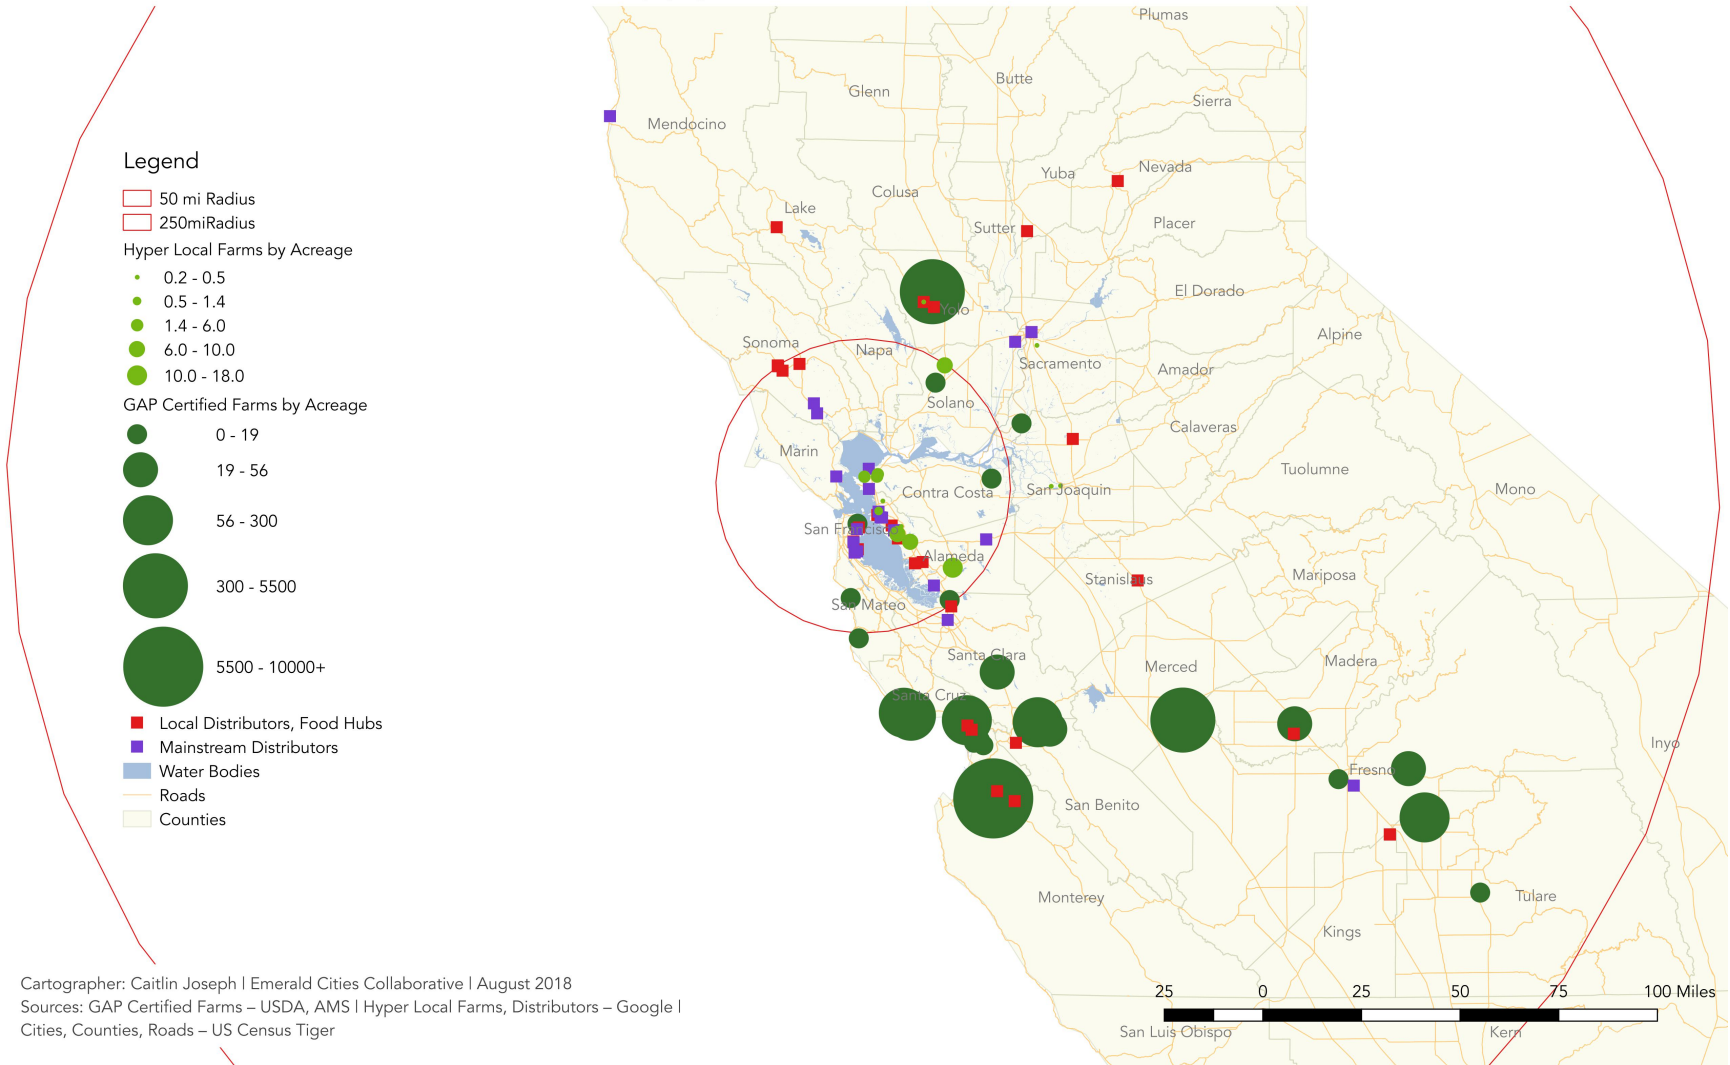 Plumas
Butte
Glenn
Sierra
Mendocino
Legend
50 mi Radius
250miRadius
Hyper Local Farms by Acreage
0.2 - 0.5
0.5 - 1.4
1.4 - 6.0
6.0 - 10.0
10.0 - 18.0
GAP Certified Farms by Acreage
0 - 19
19 - 56
56 - 300
300 - 5500
5500 - 10000+
Local Distributors, Food Hubs
Mainstream Distributors
Water Bodies
Roads
Counties
Yuba
Nevada
Colusa
Lake
Sutter
Placer
El Dorado
Yolo
Alpine
Sonoma
Napa
Sacramento
Amador
Solano
Calaveras
Marin
Tuolumne
Contra Costa
San Joaquin
Mono
San Francisco
Alameda
Stanislaus
Mariposa
San Mateo
Santa Clara
Merced
Madera
Santa Cruz
Inyo
Fresno
San Benito
Monterey
Tulare
Kings
25 0 25 50 75 100 Miles
San Luis Obispo
Kern
Cartographer: Caitlin Joseph | Emerald Cities Collaborative | August 2018
Sources: GAP Certified Farms – USDA, AMS | Hyper Local Farms, Distributors – Google |
Cities, Counties, Roads – US Census Tiger